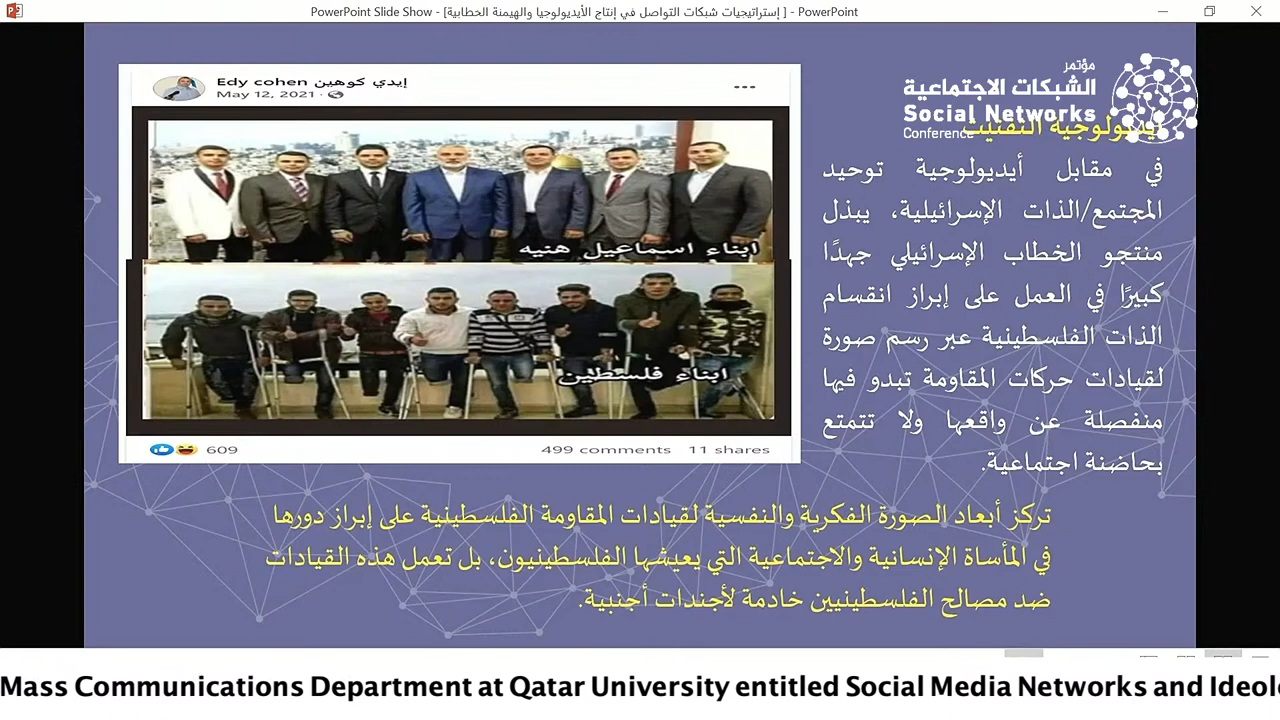 PowerPoint Slide Show - [إستراتيجيات شبكات التواصل في إنتاج الأيديولوجيا والهيمنة الخطابية ] - PowerPoint
Edy cohen إيدي كوهين
May 12, 2021
ابناء اسماعيل هنيه
ابناء فلسطين
609
499 comments 11 shares
مؤتمر
الشبكات الاجتماعية
Social Networks
Conference
التفتيت
في مقابل أيديولوجية توحيد
المجتمع/الذات الإسرائيلية، يبذل
منتجو الخطاب الإسرائيلي جهدًا
كبيرًا في العمل على إبراز انقسام
الذات الفلسطينية عبر رسم صورة
لقيادات حركات المقاومة تبدو فيها
منفصلة عن واقعها ولا تتمتع
بحاضنة اجتماعية.
تركز أبعاد الصورة الفكرية والنفسية لقيادات المقاومة الفلسطينية على إبراز دورها
في المأساة الإنسانية والاجتماعية التي يعيشها الفلسطينيون، بل تعمل هذه القيادات
ضد مصالح الفلسطينيين خادمة لأجندات أجنبية.
Mass Communications Department at Qatar University entitled Social Media Networks and Ideol